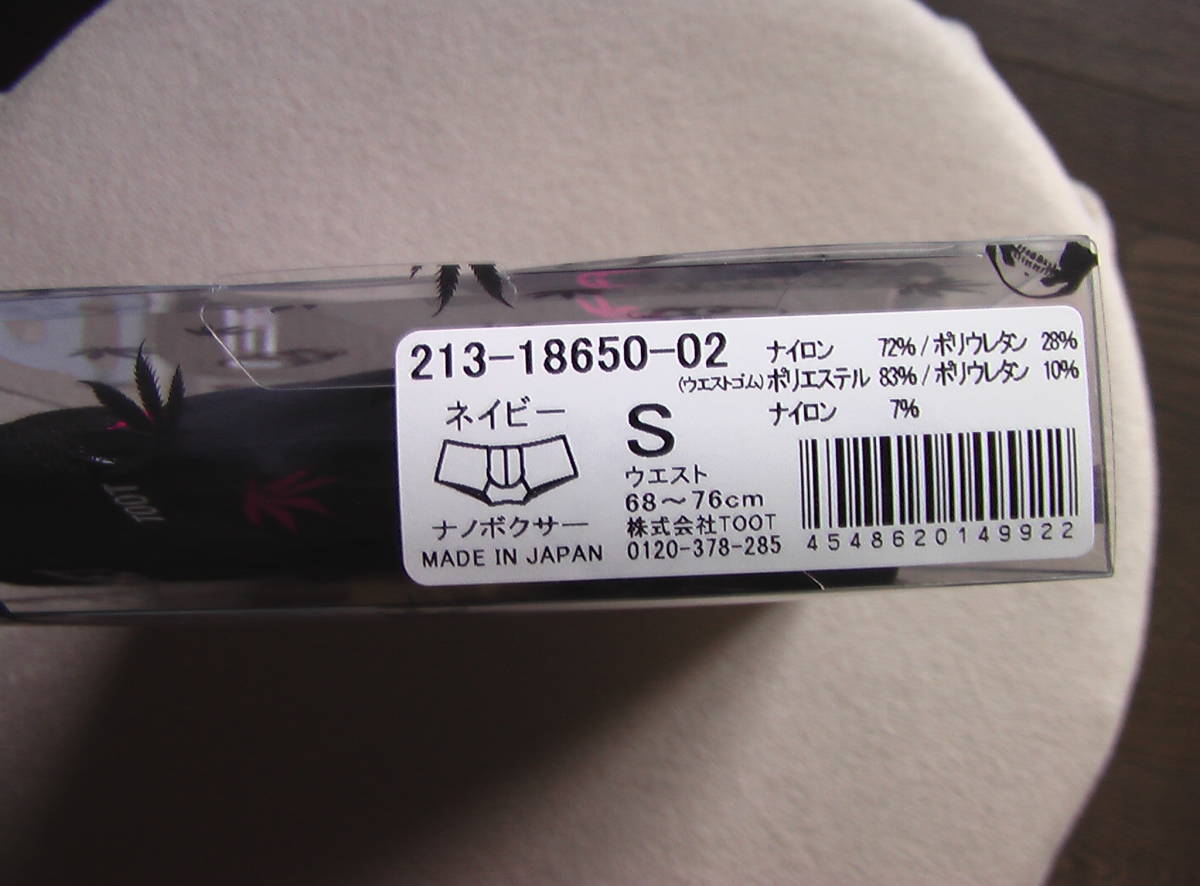 213-18650-02
ナイロン 72% / ポリウレタン 28%
(ウエストゴム) ポリエステル 83% / ポリウレタン 10%
ナイロン 7%
ネイビー
S
ウエスト
68～76cm
ナノボクサー
株式会社TOOT
MADE IN JAPAN
0120-378-285
4548620149922
TOOT